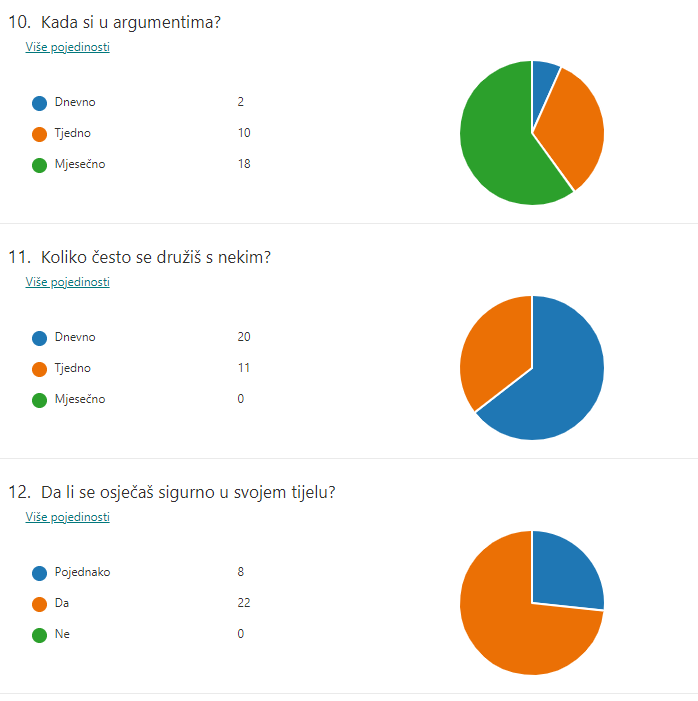 10. Kada si u argumentima?
Više pojedinosti
Dnevno 2
Tjedno 10
Mjesečno 18
11. Koliko često se družiš s nekim?
Više pojedinosti
Dnevno 20
Tjedno 11
Mjesečno 0
12. Da li se osječaš sigurno u svojem tijelu?
Više pojedinosti
Pojednako 8
Da 22
Ne 0